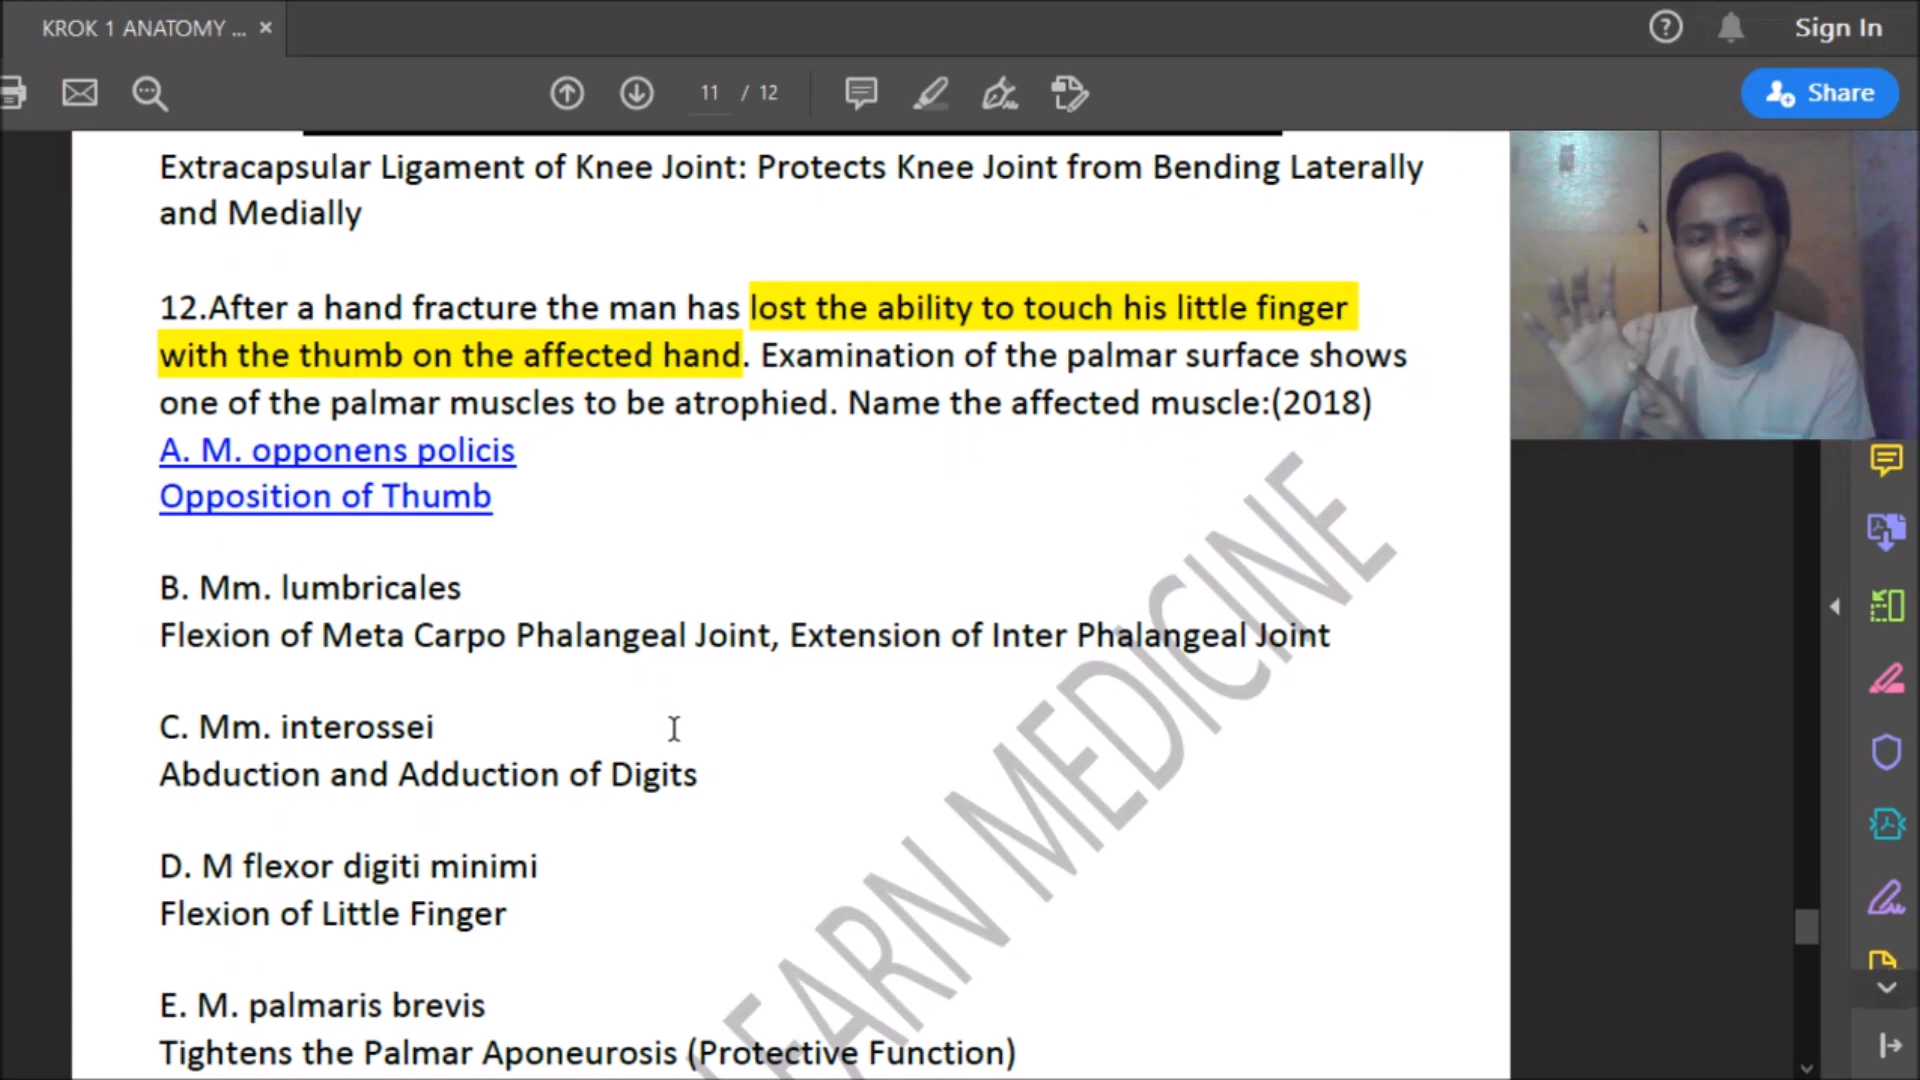 KROK 1 ANATOMY ...
Sign In
11 / 12
Share
Extracapsular Ligament of Knee Joint: Protects Knee Joint from Bending Laterally
and Medially
12.After a hand fracture the man has lost the ability to touch his little finger
with the thumb on the affected hand. Examination of the palmar surface shows
one of the palmar muscles to be atrophied. Name the affected muscle:(2018)
A. M. opponens policis
Opposition of Thumb
B. Mm. lumbricales
Flexion of Meta Carpo Phalangeal Joint, Extension of Inter Phalangeal Joint
C. Mm. interossei
Abduction and Adduction of Digits
D. M flexor digiti minimi
Flexion of Little Finger
E. M. palmaris brevis
Tightens the Palmar Aponeurosis (Protective Function)
EARN MEDICINE